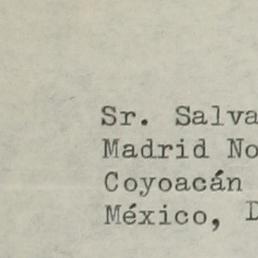 Sr. Salva
Madrid No
Coyoacán
México, D